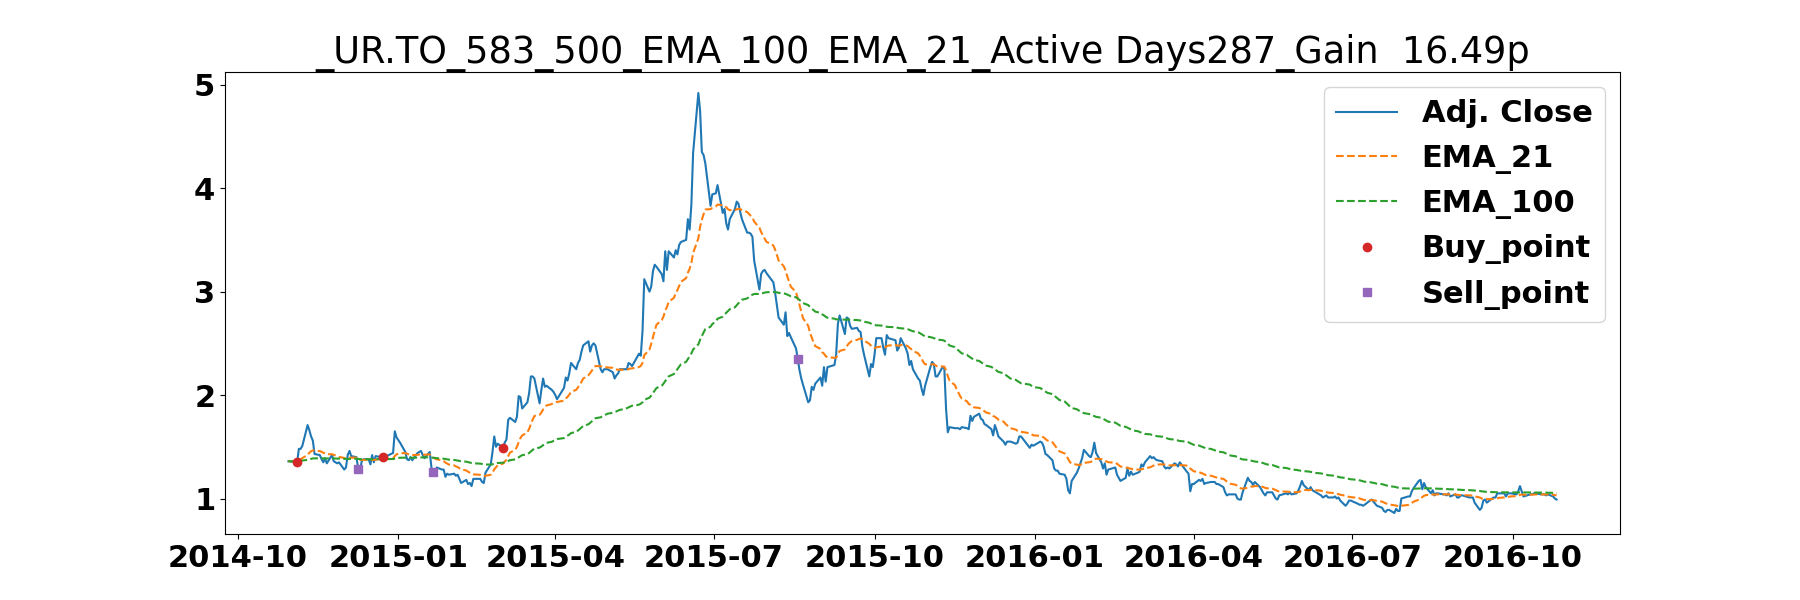 _UR.TO_583_500_EMA_100_EMA_21_Active Days287_Gain  16.49p
5
4
3
2
1
Adj. Close
EMA_21
EMA_100
Buy_point
Sell_point
2014-10 2015-01 2015-04 2015-07 2015-10 2016-01 2016-04 2016-07 2016-10